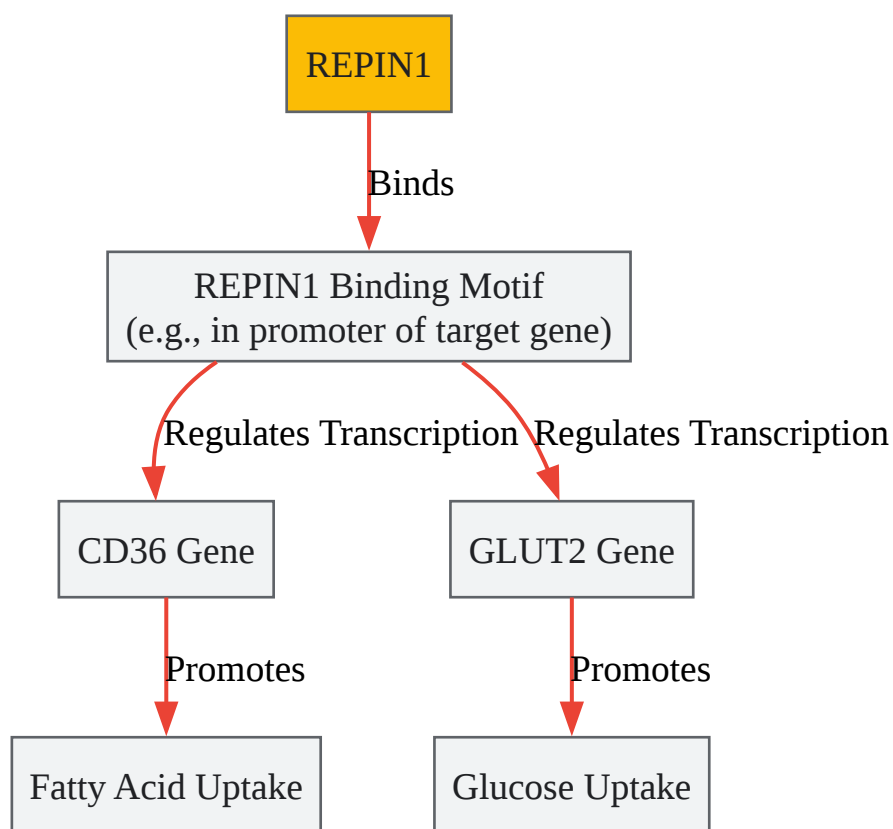 REPIN1
Binds
REPIN1 Binding Motif
(e.g., in promoter of target gene)
Regulates Transcription
Regulates Transcription
CD36 Gene
GLUT2 Gene
Promotes
Promotes
Fatty Acid Uptake
Glucose Uptake